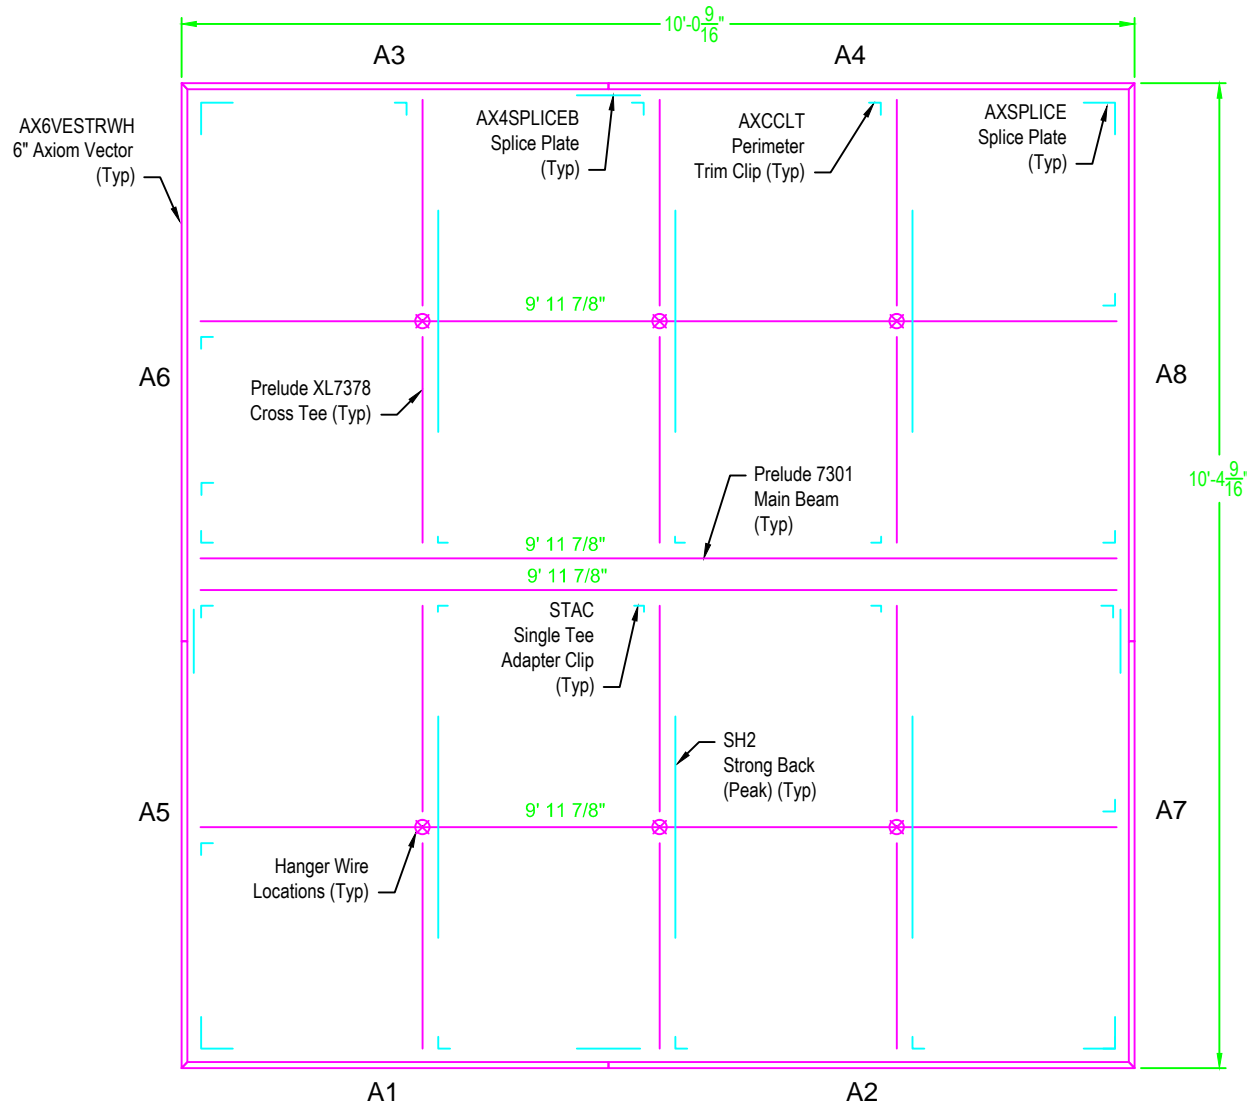 10'-0 9/16"
A3
A4
AX6VESTRWH
6" Axiom Vector
(Typ)
AX4SPLICEB
Splice Plate
(Typ)
AXCCLT
Perimeter
Trim Clip (Typ)
AXSPLICE
Splice Plate
(Typ)
9' 11 7/8"
A6
A8
Prelude XL7378
Cross Tee (Typ)
Prelude 7301
Main Beam
(Typ)
10'-4 9/16"
9' 11 7/8"
9' 11 7/8"
STAC
Single Tee
Adapter Clip
(Typ)
SH2
Strong Back
(Peak) (Typ)
A5
9' 11 7/8"
A7
Hanger Wire
Locations (Typ)
A1
A2